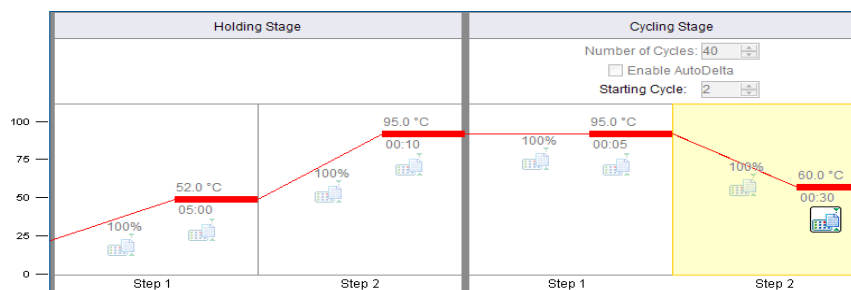 Holding Stage
Cycling Stage
Number of Cycles: 40
Enable AutoDelta
Starting Cycle: 2
100
75
50
25
0
52.0 °C
05:00
100%
95.0 °C
00:10
100%
95.0 °C
00:05
100%
60.0 °C
00:30
100%
Step 1
Step 2
Step 1
Step 2